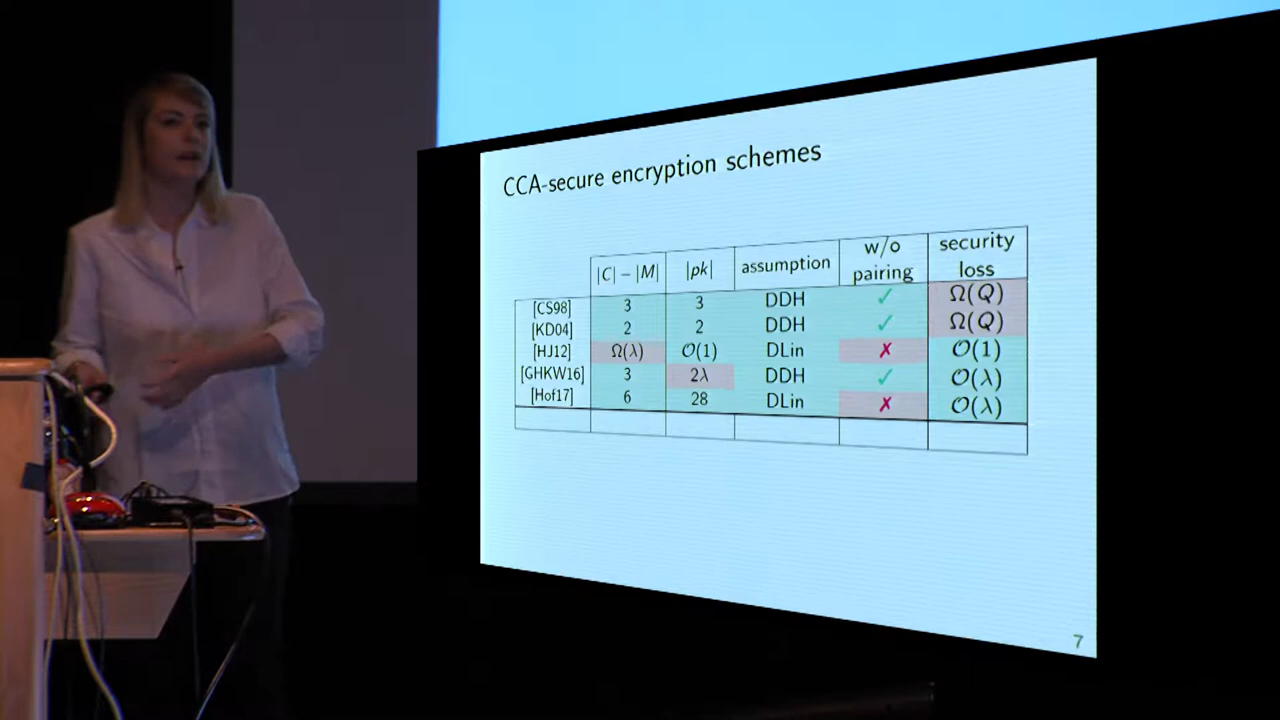 CCA-secure encryption schemes
|C| − |M| |pk| assumption w/o pairing security loss
[CS98] 3 3 DDH ✓ Ω(Q)
[KD04] 2 2 DDH ✓ Ω(Q)
[HJ12] Ω(λ) 𝒪(1) DLin ✗ 𝒪(1)
[GHKW16] 3 2λ DDH ✓ 𝒪(λ)
[Hof17] 6 28 DLin ✗ 𝒪(λ)
7